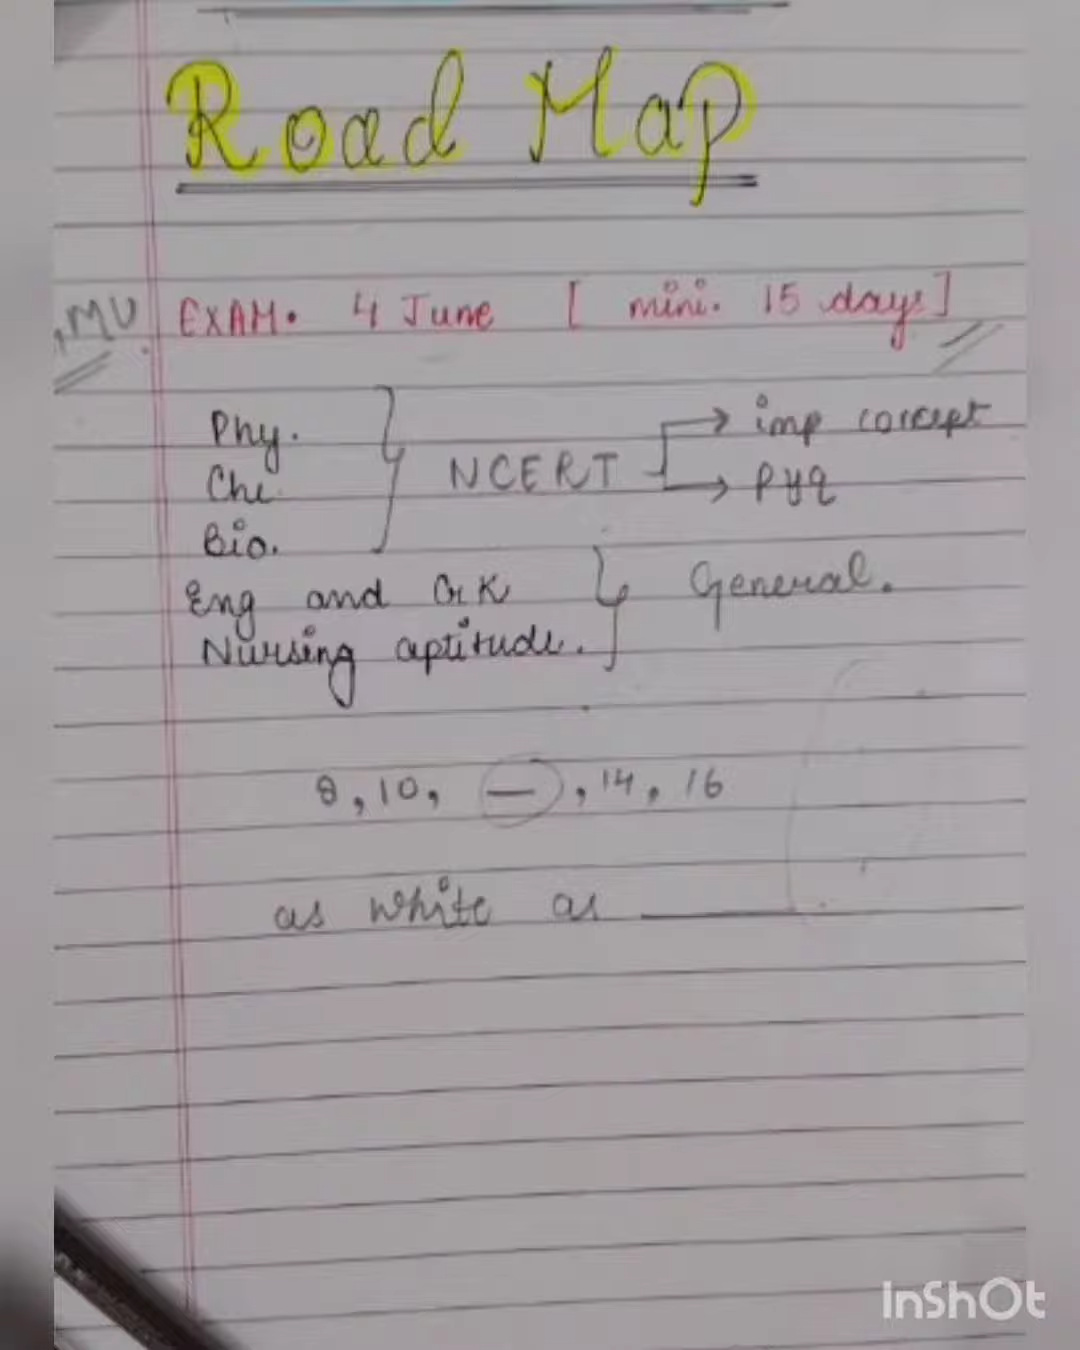 Road Map
MU EXAM. 4 June [ mini. 15 days ]
Phy.
Che.
Bio.
NCERT → imp concept
→ PYQ
Eng and GK
Nursing aptitude.
General.
8, 10, —, 14, 16
as white as ______.
InShOt